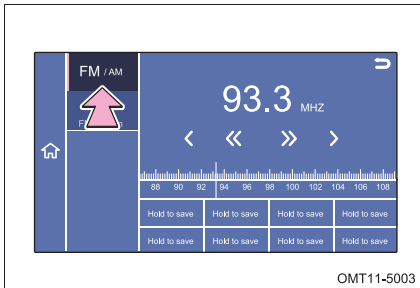 FM / AM
93.3 MHZ
88 90 92 94 96 98 100 102 104 106 108
Hold to save Hold to save Hold to save Hold to save
Hold to save Hold to save Hold to save Hold to save
OMT11-5003